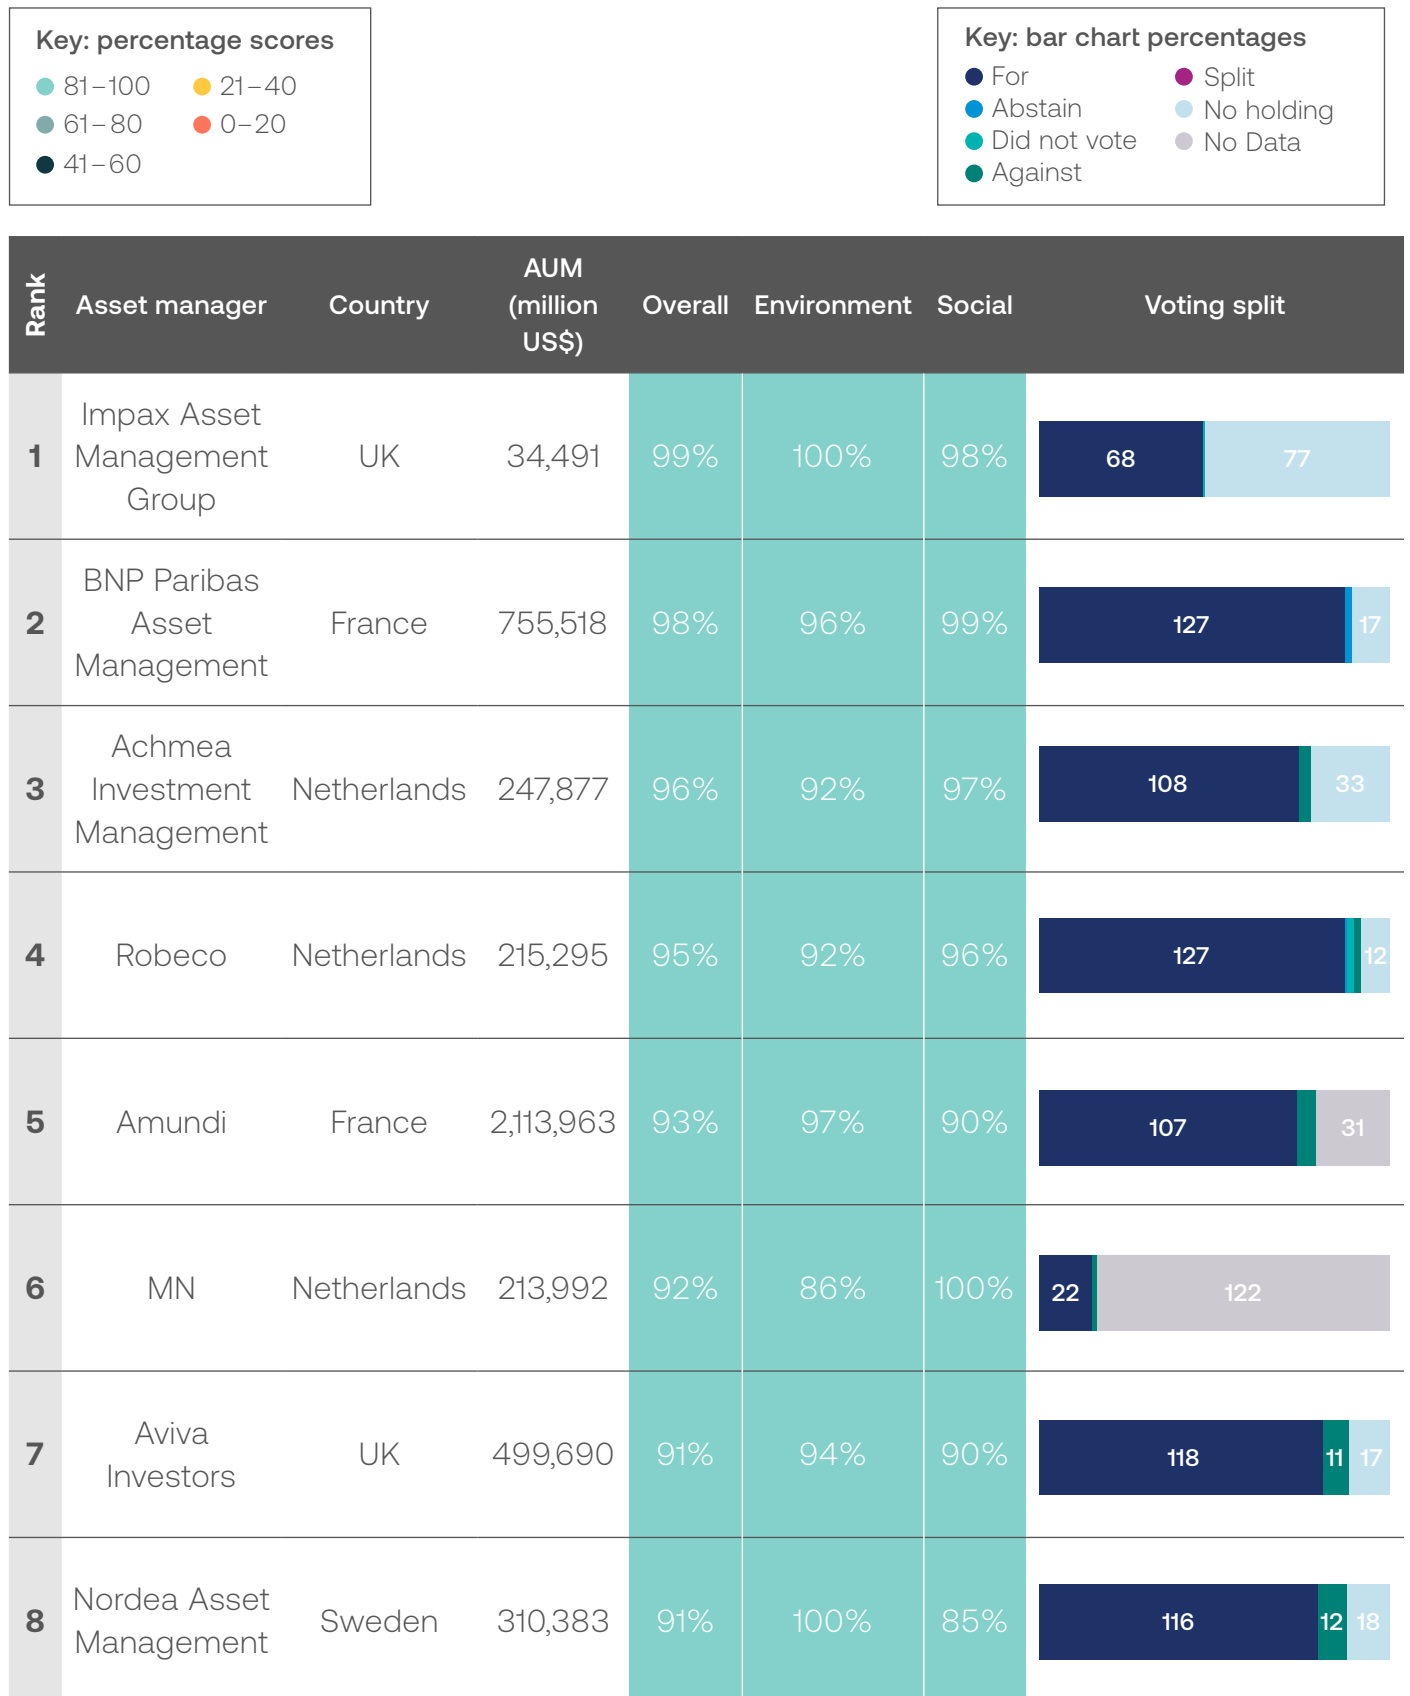 Key: percentage scores
81–100
21–40
61–80
0–20
41–60
Key: bar chart percentages
For
Split
Abstain
No holding
Did not vote
No Data
Against
Rank
Asset manager
Country
AUM
(million
US$)
Overall
Environment
Social
Voting split
1
Impax Asset
Management
Group
UK
34,491
99%
100%
98%
68
77
2
BNP Paribas
Asset
Management
France
755,518
98%
96%
99%
127
17
3
Achmea
Investment
Management
Netherlands
247,877
96%
92%
97%
108
33
4
Robeco
Netherlands
215,295
95%
92%
96%
127
12
5
Amundi
France
2,113,963
93%
97%
90%
107
31
6
MN
Netherlands
213,992
92%
86%
100%
22
122
7
Aviva
Investors
UK
499,690
91%
94%
90%
118
11
17
8
Nordea Asset
Management
Sweden
310,383
91%
100%
85%
116
12
18